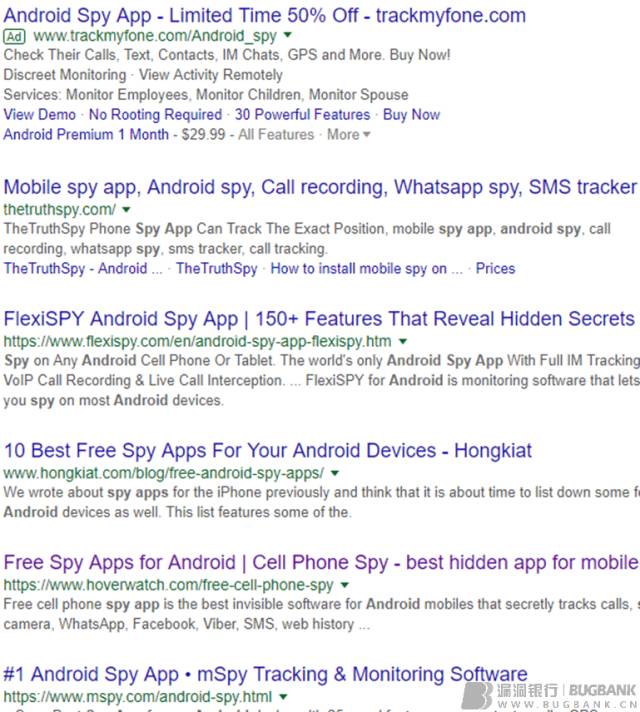 Android Spy App - Limited Time 50% Off - trackmyfone.com
Ad www.trackmyfone.com/Android_spy
Check Their Calls, Text, Contacts, IM Chats, GPS and More. Buy Now!
Discreet Monitoring · View Activity Remotely
Services: Monitor Employees, Monitor Children, Monitor Spouse
View Demo · No Rooting Required · 30 Powerful Features · Buy Now
Android Premium 1 Month - $29.99 - All Features · More
Mobile spy app, Android spy, Call recording, Whatsapp spy, SMS tracker
thetruthspy.com/
TheTruthSpy Phone Spy App Can Track The Exact Position, mobile spy app, android spy, call
recording, whatsapp spy, sms tracker, call tracking.
TheTruthSpy - Android ... · TheTruthSpy · How to install mobile spy on ... · Prices
FlexiSPY Android Spy App | 150+ Features That Reveal Hidden Secrets
https://www.flexispy.com/en/android-spy-app-flexispy.htm
Spy on Any Android Cell Phone Or Tablet. The world's only Android Spy App With Full IM Tracking
VoIP Call Recording & Live Call Interception. ... FlexiSPY for Android is monitoring software that lets
you spy on most Android devices.
10 Best Free Spy Apps For Your Android Devices - Hongkiat
www.hongkiat.com/blog/free-android-spy-apps/
We wrote about spy apps for the iPhone previously and think that it is about time to list down some
Android devices as well. This list features some of the.
Free Spy Apps for Android | Cell Phone Spy - best hidden app for mobile
https://www.hoverwatch.com/free-cell-phone-spy
Free cell phone spy app is the best invisible software for Android mobiles that secretly tracks calls,
camera, WhatsApp, Facebook, Viber, SMS, web history ...
#1 Android Spy App • mSpy Tracking & Monitoring Software
https://www.mspy.com/android-spy.html
漏洞银行 | BUGBANK
WWW.BUGBANK.CN